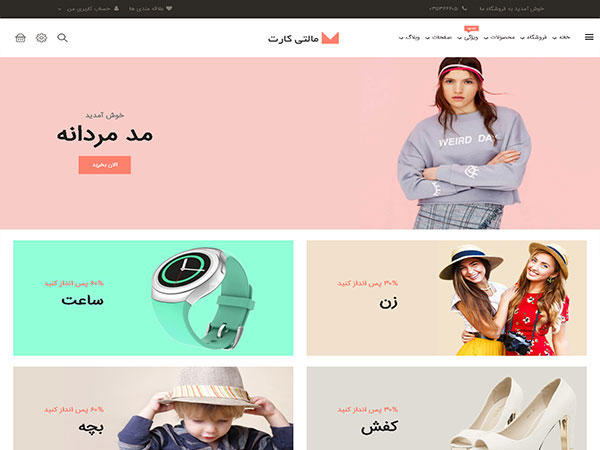 خوش آمدید به فروشگاه ما
علاقه مندی ها
حساب کاربری من
خانه
فروشگاه
محصولات
ویژگی
صفحات
وبلاگ
مالتی کارت
خوش آمدید
مد مردانه
الان بخرید
WEIRD DAY
۳۰% پس انداز کنید
زن
۶۰% پس انداز کنید
ساعت
۳۰% پس انداز کنید
کفش
۶۰% پس انداز کنید
بچه